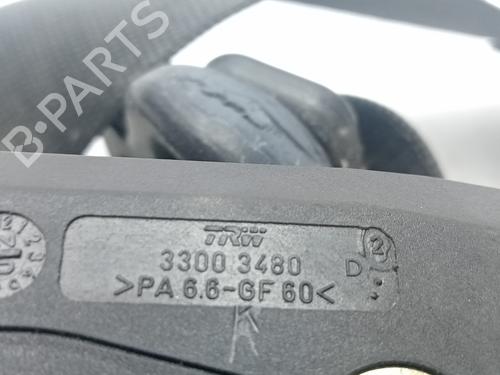 B-PARTS
TRW
3300 3480 D 2
>PA 6.6-GF 60<
K